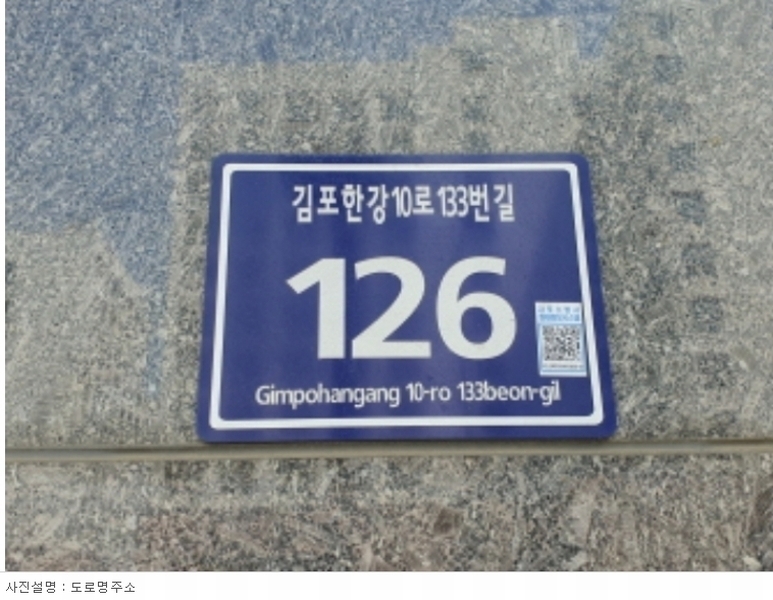 김포한강10로133번길
126
Gimpohangang 10-ro 133beon-gil
사진설명 : 도로명주소